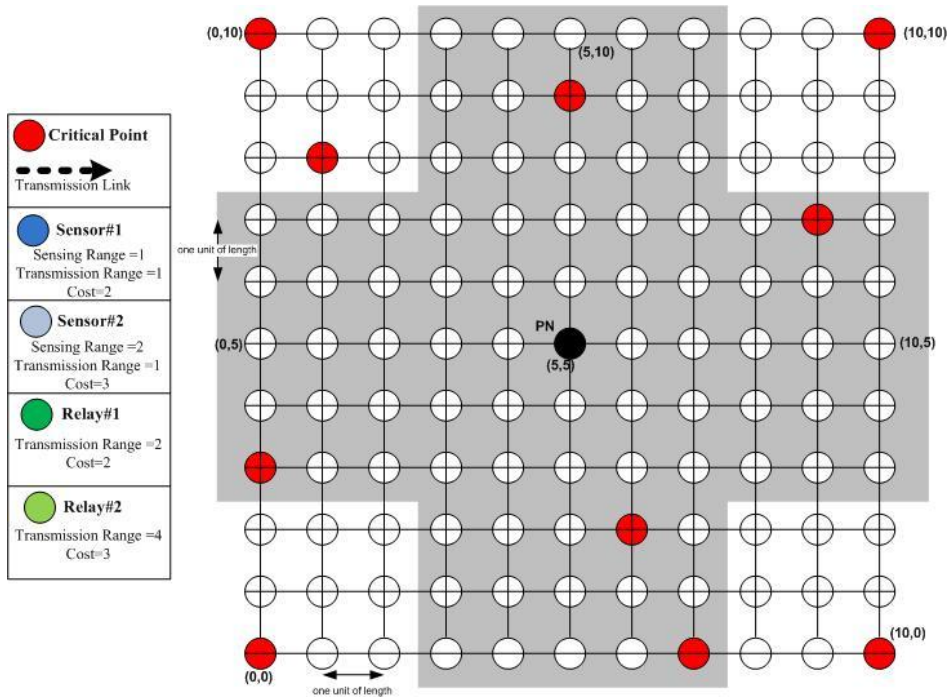 Critical Point
Transmission Link
Sensor#1
Sensing Range =1
Transmission Range =1
Cost=2
Sensor#2
Sensing Range =2
Transmission Range =1
Cost=3
Relay#1
Transmission Range =2
Cost=2
Relay#2
Transmission Range =4
Cost=3
(0,10)
(5,10)
(10,10)
one unit of length
PN
(0,5)
(5,5)
(10,5)
(10,0)
(0,0)
one unit of length